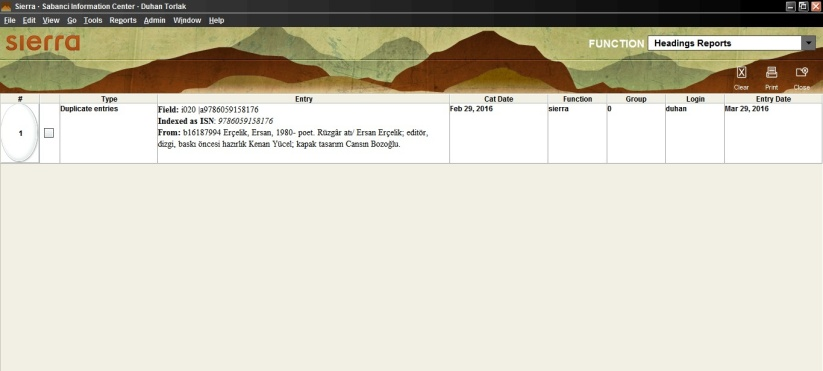 Sierra · Sabanci Information Center · Duhan Torlak
File Edit View Go Tools Reports Admin Window Help
sierra
FUNCTION Headings Reports
Clear Print Close
# Type Entry Cat Date Function Group Login Entry Date
1 Duplicate entries Field: i020 |a9786059158176 Feb 29, 2016 sierra 0 duhan Mar 29, 2016
Indexed as ISN: 9786059158176
From: b16187994 Erçelik, Ersan, 1980- poet. Rüzgâr atı/ Ersan Erçelik; editör,
dizgi, baskı öncesi hazırlık Kenan Yücel; kapak tasarım Cansın Bozoğlu.